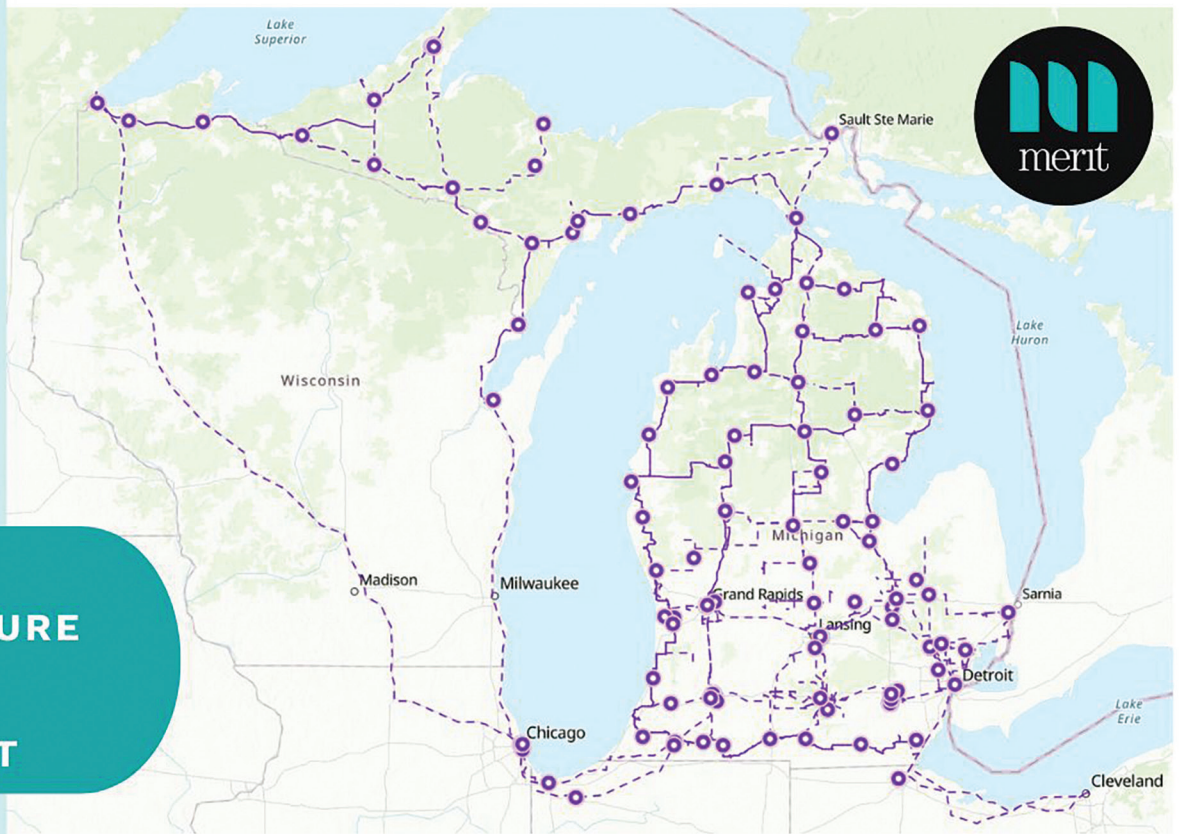 Lake
Superior
Sault Ste Marie
merit
Lake
Huron
Wisconsin
Michigan
Madison
Milwaukee
Grand Rapids
Sarnia
URE
Lansing
Detroit
Lake
Erie
Chicago
T
Cleveland